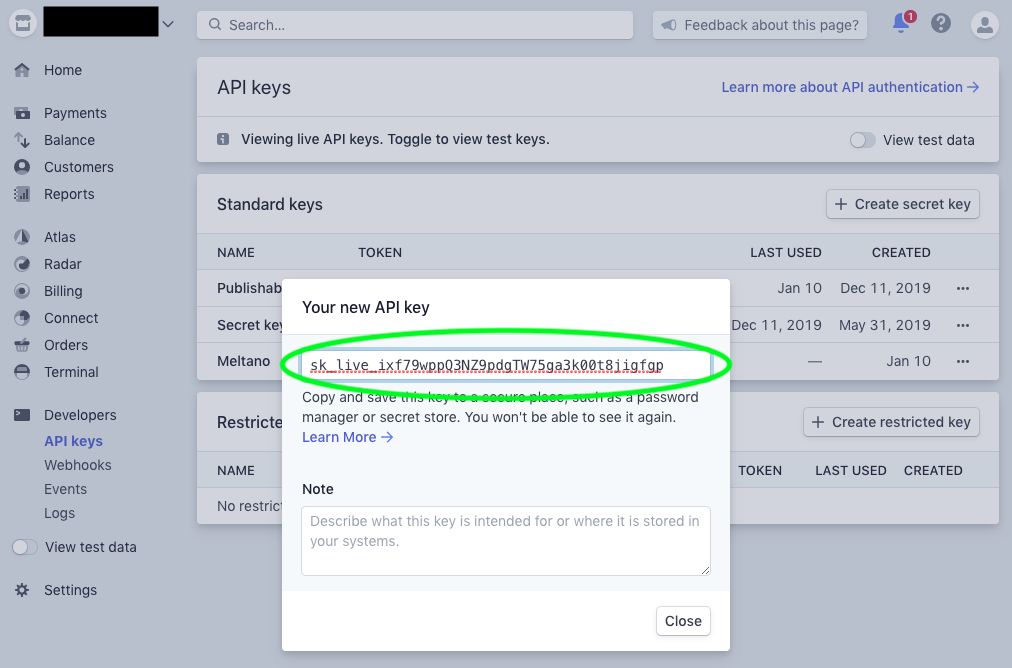 Search...
Feedback about this page?
1
Home
Payments
Balance
Customers
Reports
Atlas
Radar
Billing
Connect
Orders
Terminal
Developers
API keys
Webhooks
Events
Logs
View test data
Settings
API keys
Learn more about API authentication →
Viewing live API keys. Toggle to view test keys.
View test data
Standard keys
+ Create secret key
NAME TOKEN LAST USED CREATED
Jan 10 Dec 11, 2019
Secret Dec 11, 2019 May 31, 2019
Meltano — Jan 10
+ Create restricted key
NAME TOKEN LAST USED CREATED
No
Your new API key
Copy and save this key to a secure place, such as a password
manager or secret store. You won't be able to see it again.
Learn More →
Note
Describe what this key is intended for or where it is stored in
your systems.
Close